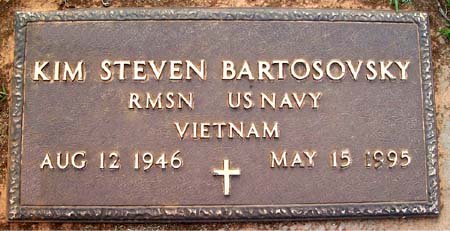 KIM STEVEN BARTOSOVSKY
RMSN US NAVY
VIETNAM
AUG 12 1946 MAY 15 1995